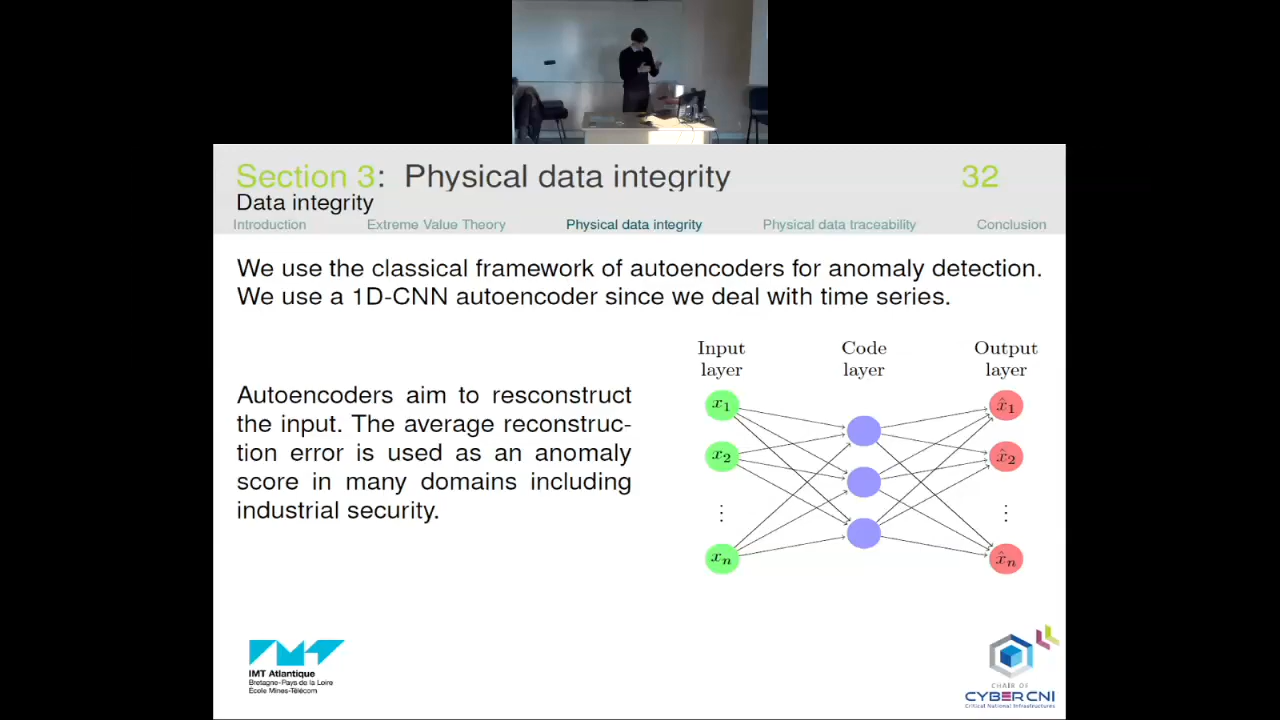 Section 3: Physical data integrity 32
Data integrity
Introduction Extreme Value Theory Physical data integrity Physical data traceability Conclusion
We use the classical framework of autoencoders for anomaly detection.
We use a 1D-CNN autoencoder since we deal with time series.
Autoencoders aim to resconstruct
the input. The average reconstruc-
tion error is used as an anomaly
score in many domains including
industrial security.
Input layer
Code layer
Output layer
x₁ x̂₁
x₂ x̂₂
⋮ ⋮
xₙ x̂ₙ
IMT Atlantique
Bretagne-Pays de la Loire
École Mines-Télécom
CHAIR OF
CYBERCNI
Critical National Infrastructures